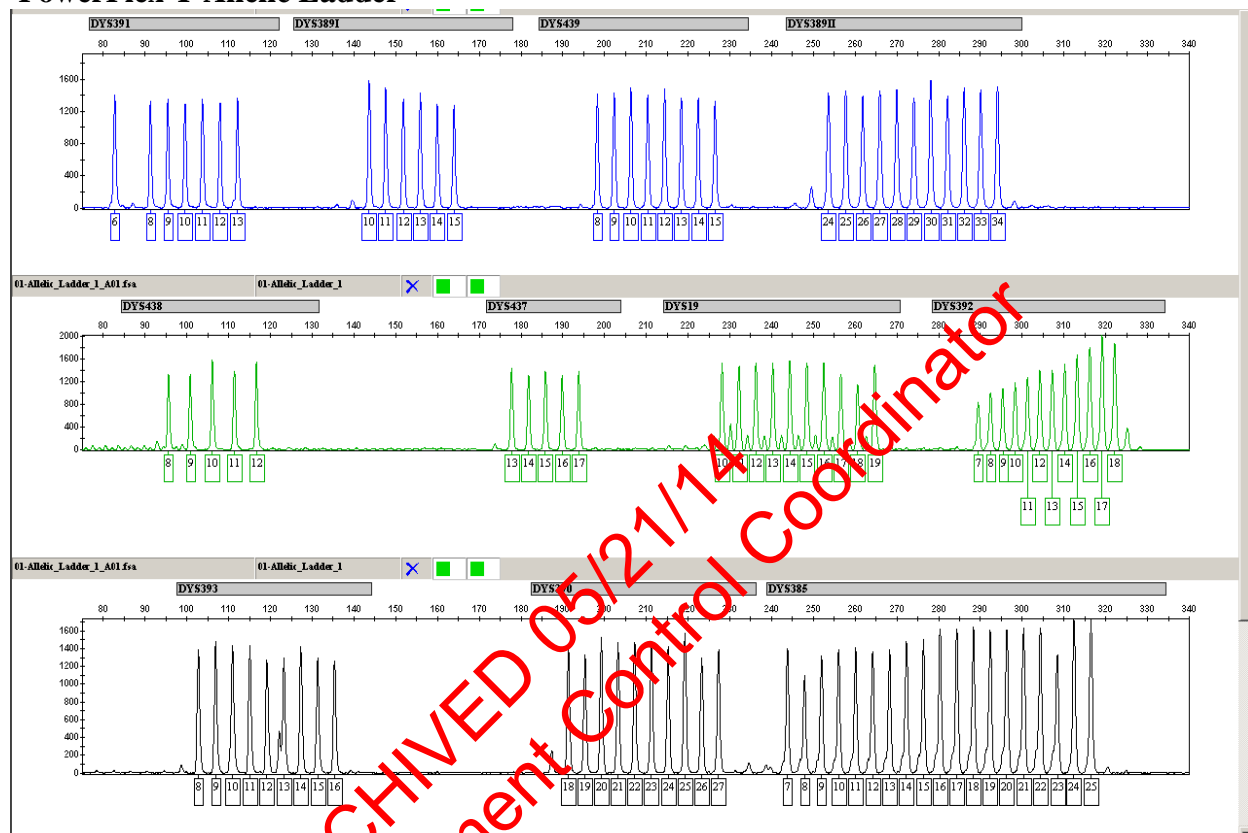 PowerPlex Y Allelic Ladder
DYS391 DYS389I DYS439 DYS389II
80 90 100 110 120 130 140 150 160 170 180 190 200 210 220 230 240 250 260 270 280 290 300 310 320 330 340
1600
1200
800
400
0
6 8 9 10 11 12 13 10 11 12 13 14 15 8 9 10 11 12 13 14 15 24 25 26 27 28 29 30 31 32 33 34
01-Allelic_Ladder_1_A01.fsa 01-Allelic_Ladder_1
DYS438 DYS437 DYS19 DYS392
80 90 100 110 120 130 140 150 160 170 180 190 200 210 220 230 240 250 260 270 280 290 300 310 320 330 340
2000
1600
1200
800
400
0
8 9 10 11 12 13 14 15 16 17 10 11 12 13 14 15 16 17 18 19 7 8 9 10 12 14 16 18
11 13 15 17
01-Allelic_Ladder_1_A01.fsa 01-Allelic_Ladder_1
DYS393 DYS390 DYS385
80 90 100 110 120 130 140 150 160 170 180 190 200 210 220 230 240 250 260 270 280 290 300 310 320 330 340
1600
1400
1200
1000
800
600
400
200
0
8 9 10 11 12 13 14 15 16 18 19 20 21 22 23 24 25 26 27 7 8 9 10 11 12 13 14 15 16 17 18 19 20 21 22 23 24 25
CHIVED 05/21/14
ment Control Coordinator